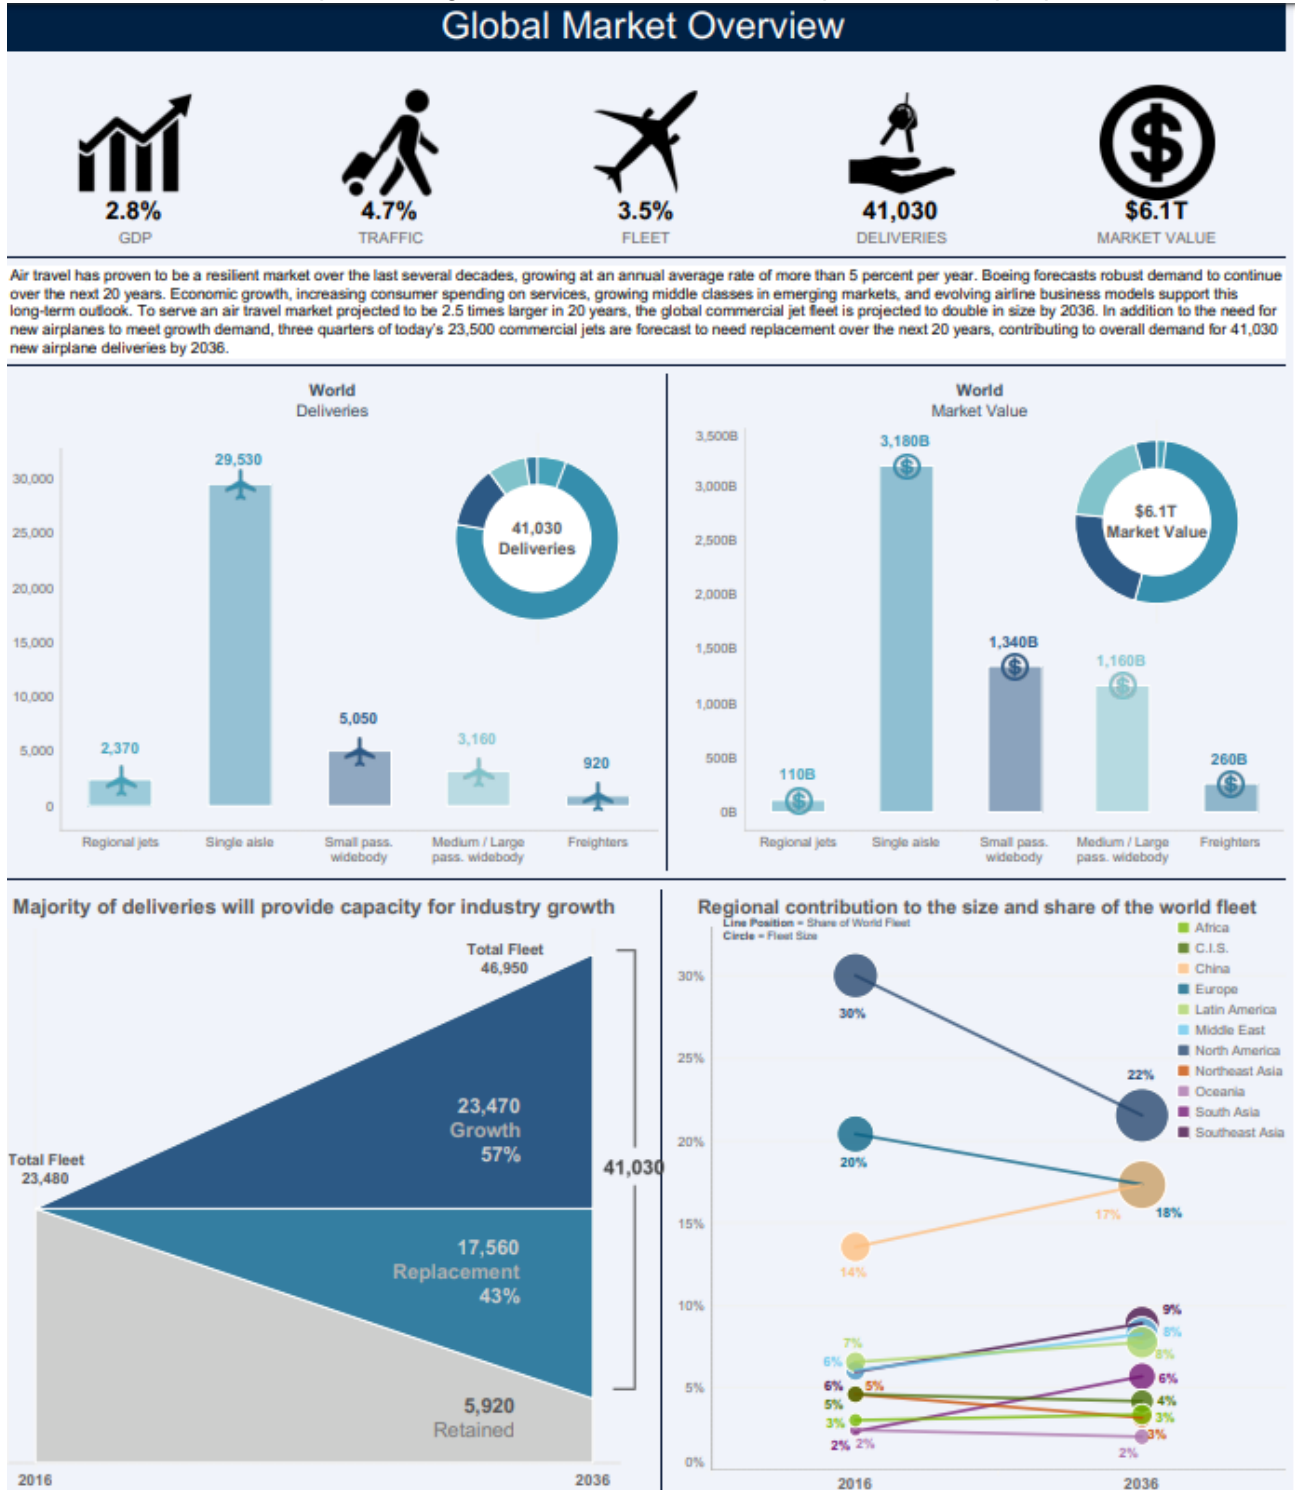 Global Market Overview
2.8%
GDP
4.7%
TRAFFIC
3.5%
FLEET
41,030
DELIVERIES
$6.1T
MARKET VALUE
Air travel has proven to be a resilient market over the last several decades, growing at an annual average rate of more than 5 percent per year. Boeing forecasts robust demand to continue
over the next 20 years. Economic growth, increasing consumer spending on services, growing middle classes in emerging markets, and evolving airline business models support this
long-term outlook. To serve an air travel market projected to be 2.5 times larger in 20 years, the global commercial jet fleet is projected to double in size by 2036. In addition to the need for
new airplanes to meet growth demand, three quarters of today's 23,500 commercial jets are forecast to need replacement over the next 20 years, contributing to overall demand for 41,030
new airplane deliveries by 2036.
World
Deliveries
30,000
25,000
20,000
15,000
10,000
5,000
0
2,370
29,530
5,050
3,160
920
41,030
Deliveries
Regional jets
Single aisle
Small pass.
widebody
Medium / Large
pass. widebody
Freighters
World
Market Value
3,500B
3,000B
2,500B
2,000B
1,500B
1,000B
500B
0B
110B
3,180B
1,340B
1,160B
260B
$6.1T
Market Value
Regional jets
Single aisle
Small pass.
widebody
Medium / Large
pass. widebody
Freighters
Majority of deliveries will provide capacity for industry growth
Total Fleet
46,950
23,470
Growth
57%
Total Fleet
23,480
41,030
17,560
Replacement
43%
5,920
Retained
2016
2036
Regional contribution to the size and share of the world fleet
Line Position = Share of World Fleet
Circle = Fleet Size
Africa
C.I.S.
China
Europe
Latin America
Middle East
North America
Northeast Asia
Oceania
South Asia
Southeast Asia
30%
25%
20%
15%
10%
5%
0%
30%
20%
14%
7%
6%
6%
5%
5%
3%
2%
2%
22%
17%
18%
9%
8%
8%
6%
4%
3%
3%
2%
2016
2036